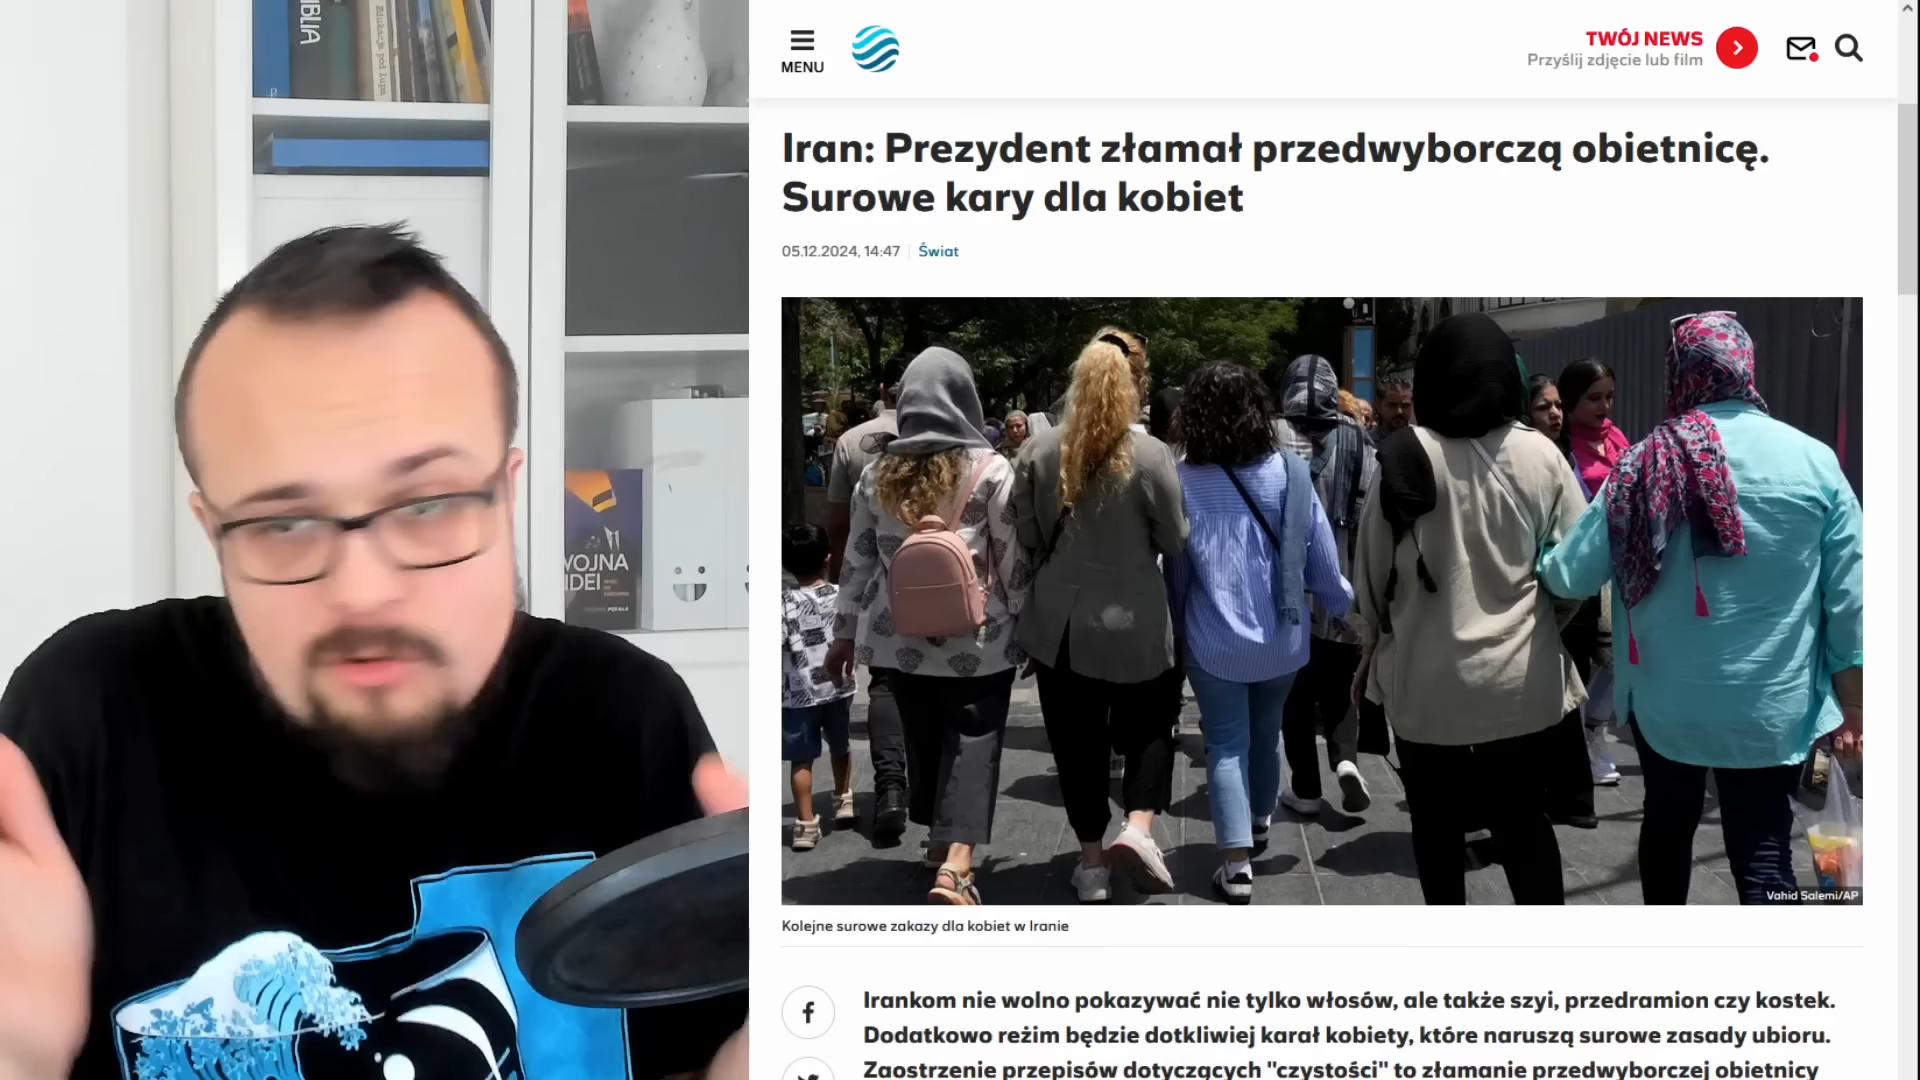 BIBLIA
Edukacja pod lupą
WOJNA
IDEI
MENU
TWÓJ NEWS
Przyślij zdjęcie lub film
Iran: Prezydent złamał przedwyborczą obietnicę.
Surowe kary dla kobiet
05.12.2024, 14:47
Świat
Vahid Salemi/AP
Kolejne surowe zakazy dla kobiet w Iranie
Irankom nie wolno pokazywać nie tylko włosów, ale także szyi, przedramion czy kostek.
Dodatkowo reżim będzie dotkliwiej karał kobiety, które naruszą surowe zasady ubioru.
Zaostrzenie przepisów dotyczących "czystości" to złamanie przedwyborczej obietnicy